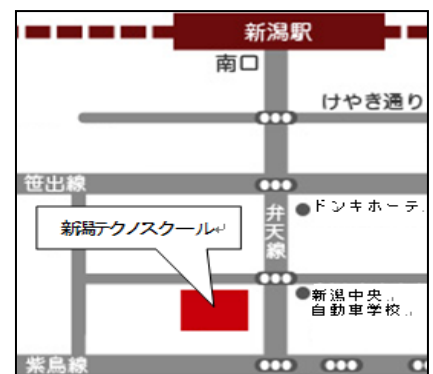 新潟駅
南口
けやき通り
笹出線
弁天線
ドンキホーテ
新潟テクノスクール
新潟中央
自動車学校
紫鳥線